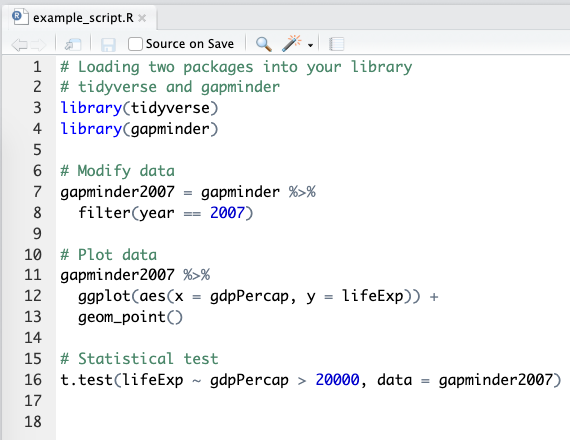 example_script.R
Source on Save
1 # Loading two packages into your library
2 # tidyverse and gapminder
3 library(tidyverse)
4 library(gapminder)
5
6 # Modify data
7 gapminder2007 = gapminder %>%
8   filter(year == 2007)
9
10 # Plot data
11 gapminder2007 %>%
12   ggplot(aes(x = gdpPercap, y = lifeExp)) +
13   geom_point()
14
15 # Statistical test
16 t.test(lifeExp ~ gdpPercap > 20000, data = gapminder2007)
17
18